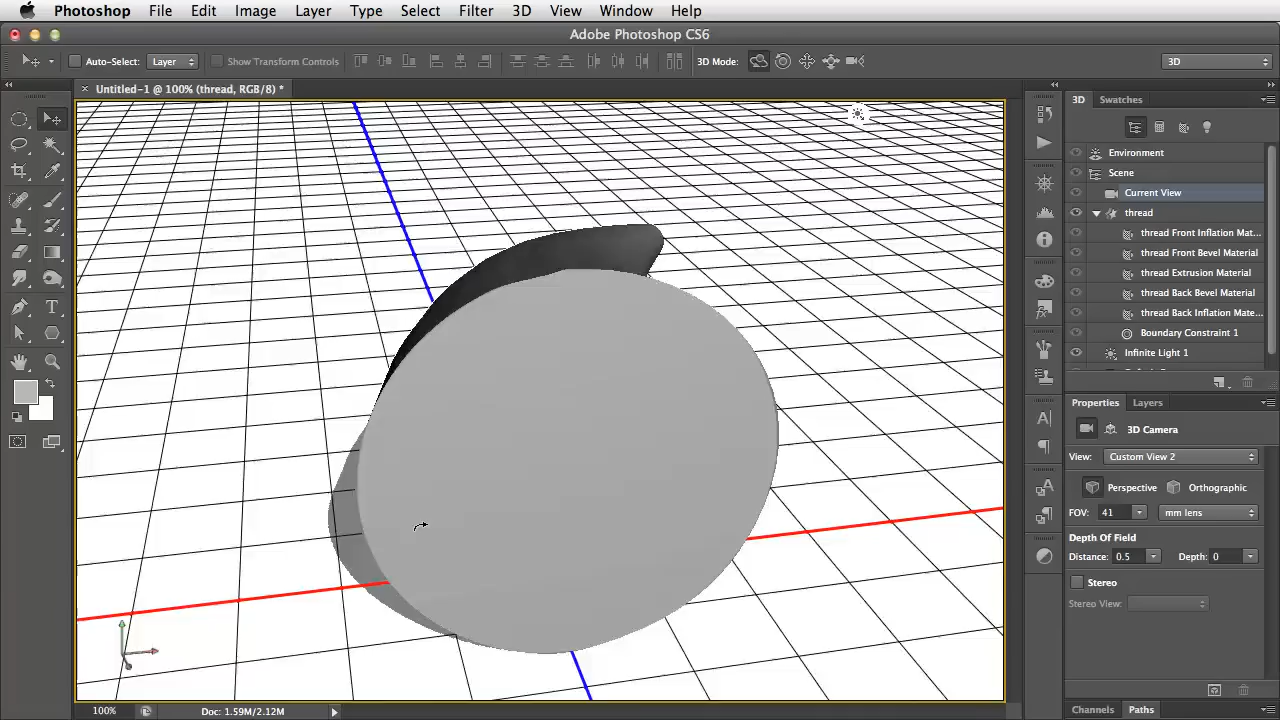 Photoshop File Edit Image Layer Type Select Filter 3D View Window Help
Adobe Photoshop CS6
Auto-Select: Layer Show Transform Controls 3D Mode: 3D
× Untitled-1 @ 100% (thread, RGB/8) *
3D Swatches
Environment
Scene
Current View
thread
thread Front Inflation Mat...
thread Front Bevel Material
thread Extrusion Material
thread Back Bevel Material
thread Back Inflation Mate...
Boundary Constraint 1
Infinite Light 1
Properties Layers
3D Camera
View: Custom View 2
Perspective Orthographic
FOV: 41 mm lens
Depth Of Field
Distance: 0.5 Depth: 0
Stereo
Stereo View:
100% Doc: 1.59M/2.12M
Channels Paths